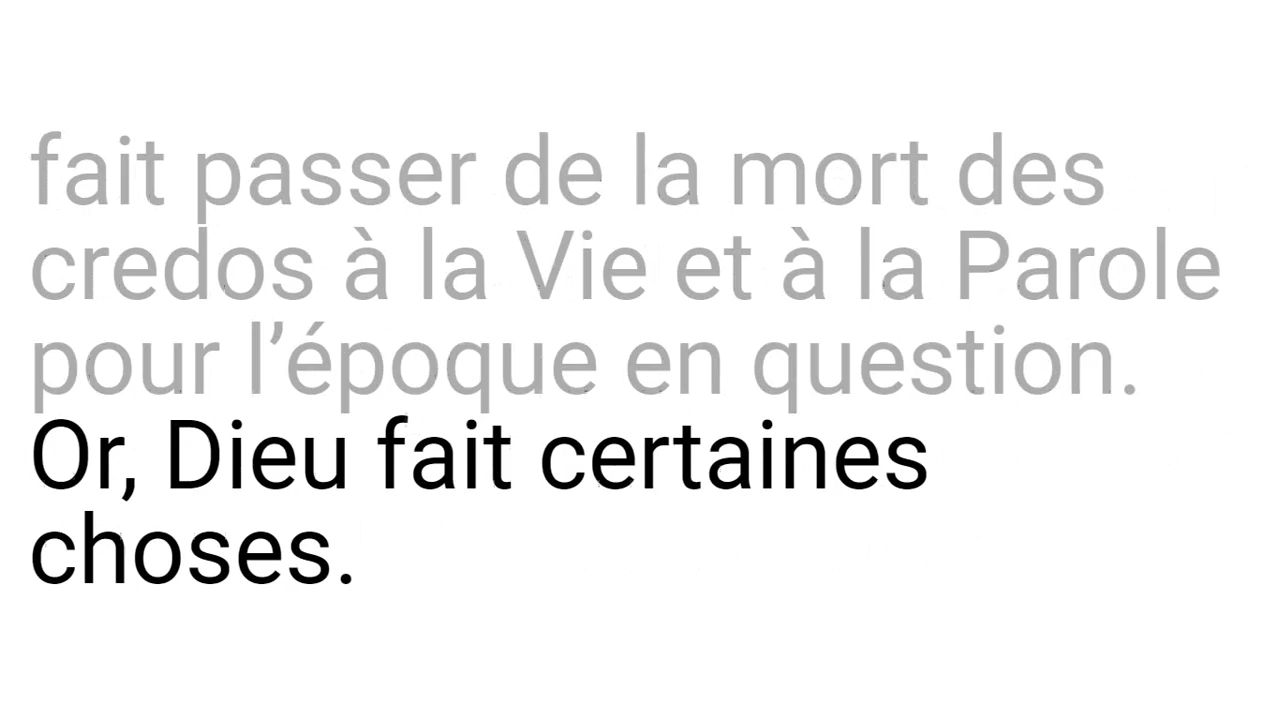 fait passer de la mort des
credos à la Vie et à la Parole
pour l’époque en question.
Or, Dieu fait certaines
choses.